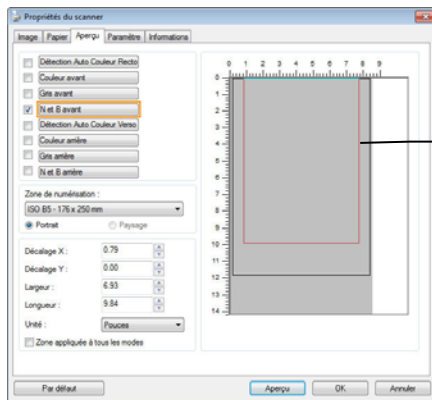 Propriétés du scanner
Image Papier Aperçu Paramètre Informations
Détection Auto Couleur Recto
Couleur avant
Gris avant
N et B avant
Détection Auto Couleur Verso
Couleur arrière
Gris arrière
N et B arrière
Zone de numérisation :
ISO B5 - 176 x 250 mm
Portrait Paysage
Décalage X : 0.79
Décalage Y : 0.00
Largeur : 6.93
Longueur : 9.84
Unité : Pouces
Zone appliquée à tous les modes
0 1 2 3 4 5 6 7 8 9
0
1
2
3
4
5
6
7
8
9
10
11
12
13
14
Par défaut Aperçu OK Annuler